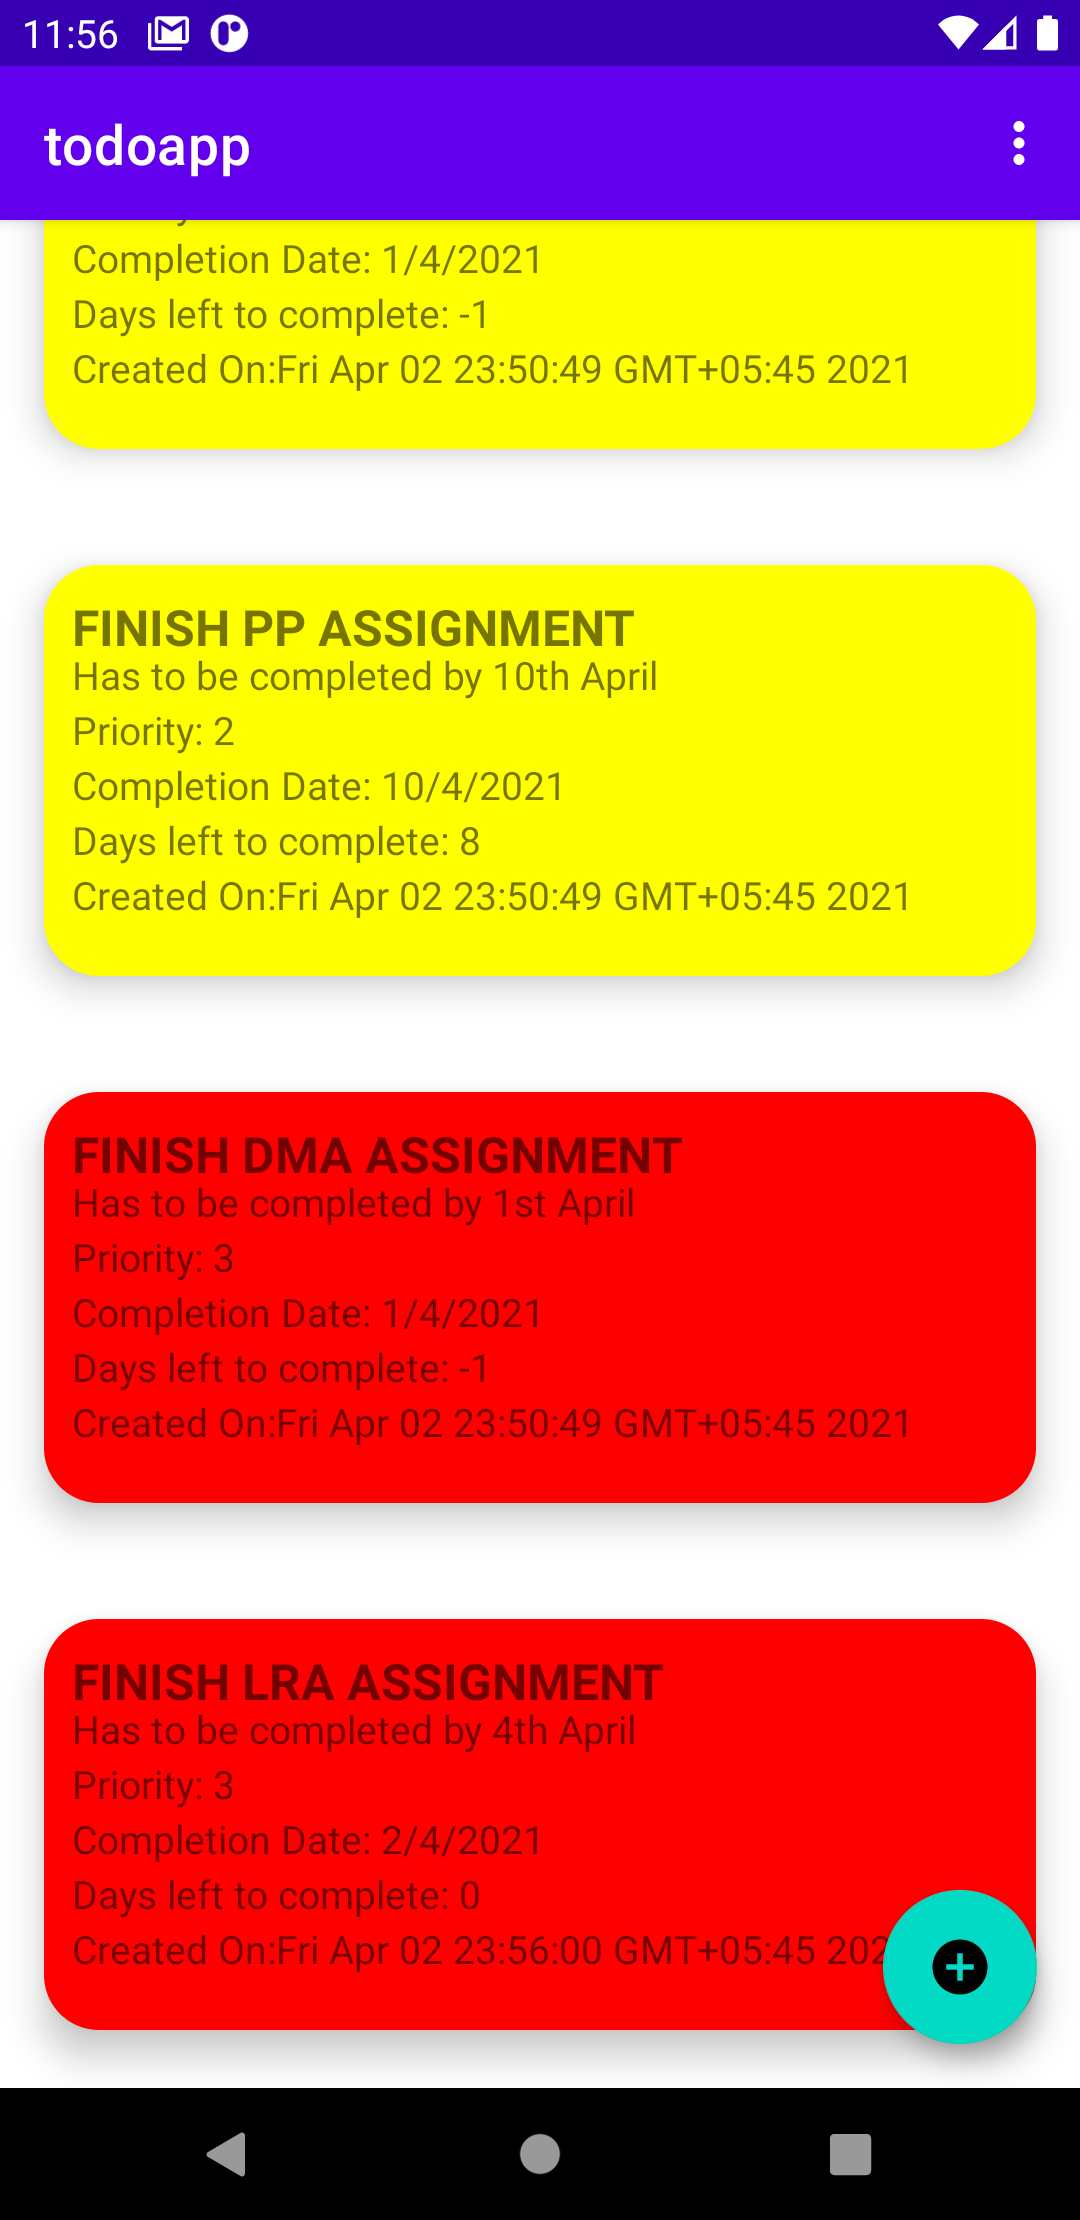 11:56
todoapp
Completion Date: 1/4/2021
Days left to complete: -1
Created On:Fri Apr 02 23:50:49 GMT+05:45 2021
FINISH PP ASSIGNMENT
Has to be completed by 10th April
Priority: 2
Completion Date: 10/4/2021
Days left to complete: 8
Created On:Fri Apr 02 23:50:49 GMT+05:45 2021
FINISH DMA ASSIGNMENT
Has to be completed by 1st April
Priority: 3
Completion Date: 1/4/2021
Days left to complete: -1
Created On:Fri Apr 02 23:50:49 GMT+05:45 2021
FINISH LRA ASSIGNMENT
Has to be completed by 4th April
Priority: 3
Completion Date: 2/4/2021
Days left to complete: 0
Created On:Fri Apr 02 23:56:00 GMT+05:45 202